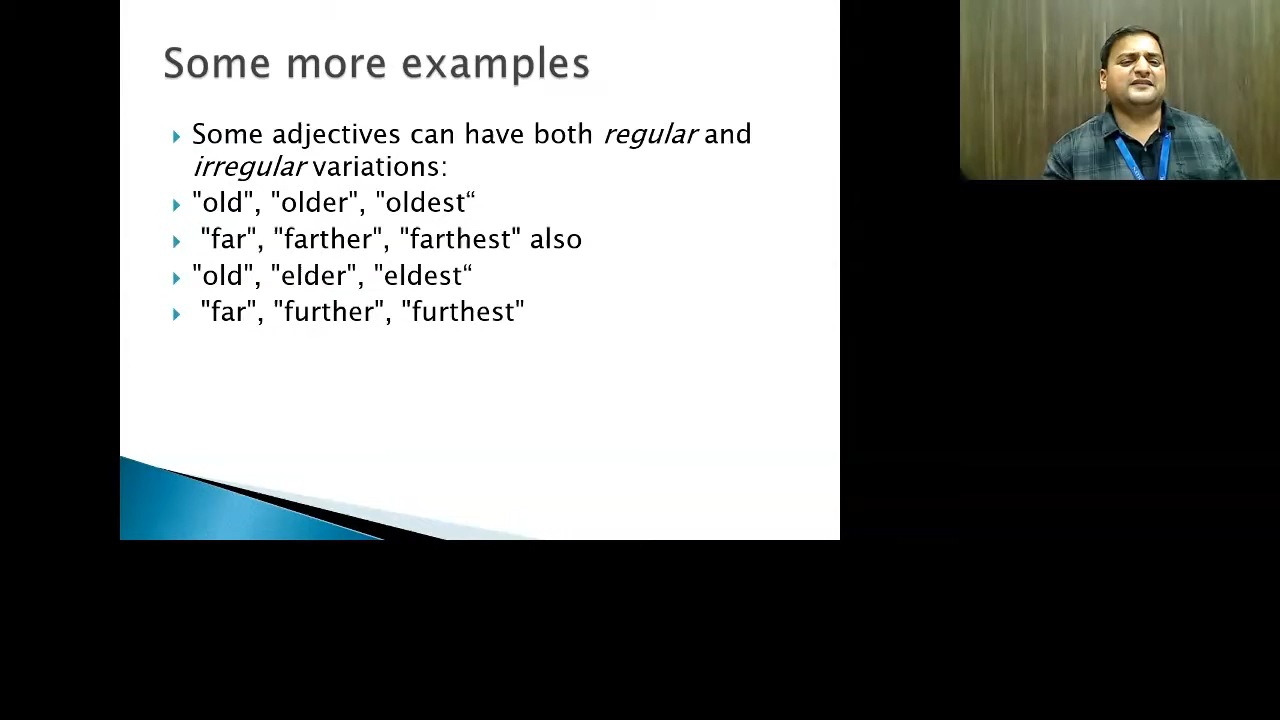 Some more examples
Some adjectives can have both regular and
irregular variations:
"old", "older", "oldest“
"far", "farther", "farthest" also
"old", "elder", "eldest“
"far", "further", "furthest"